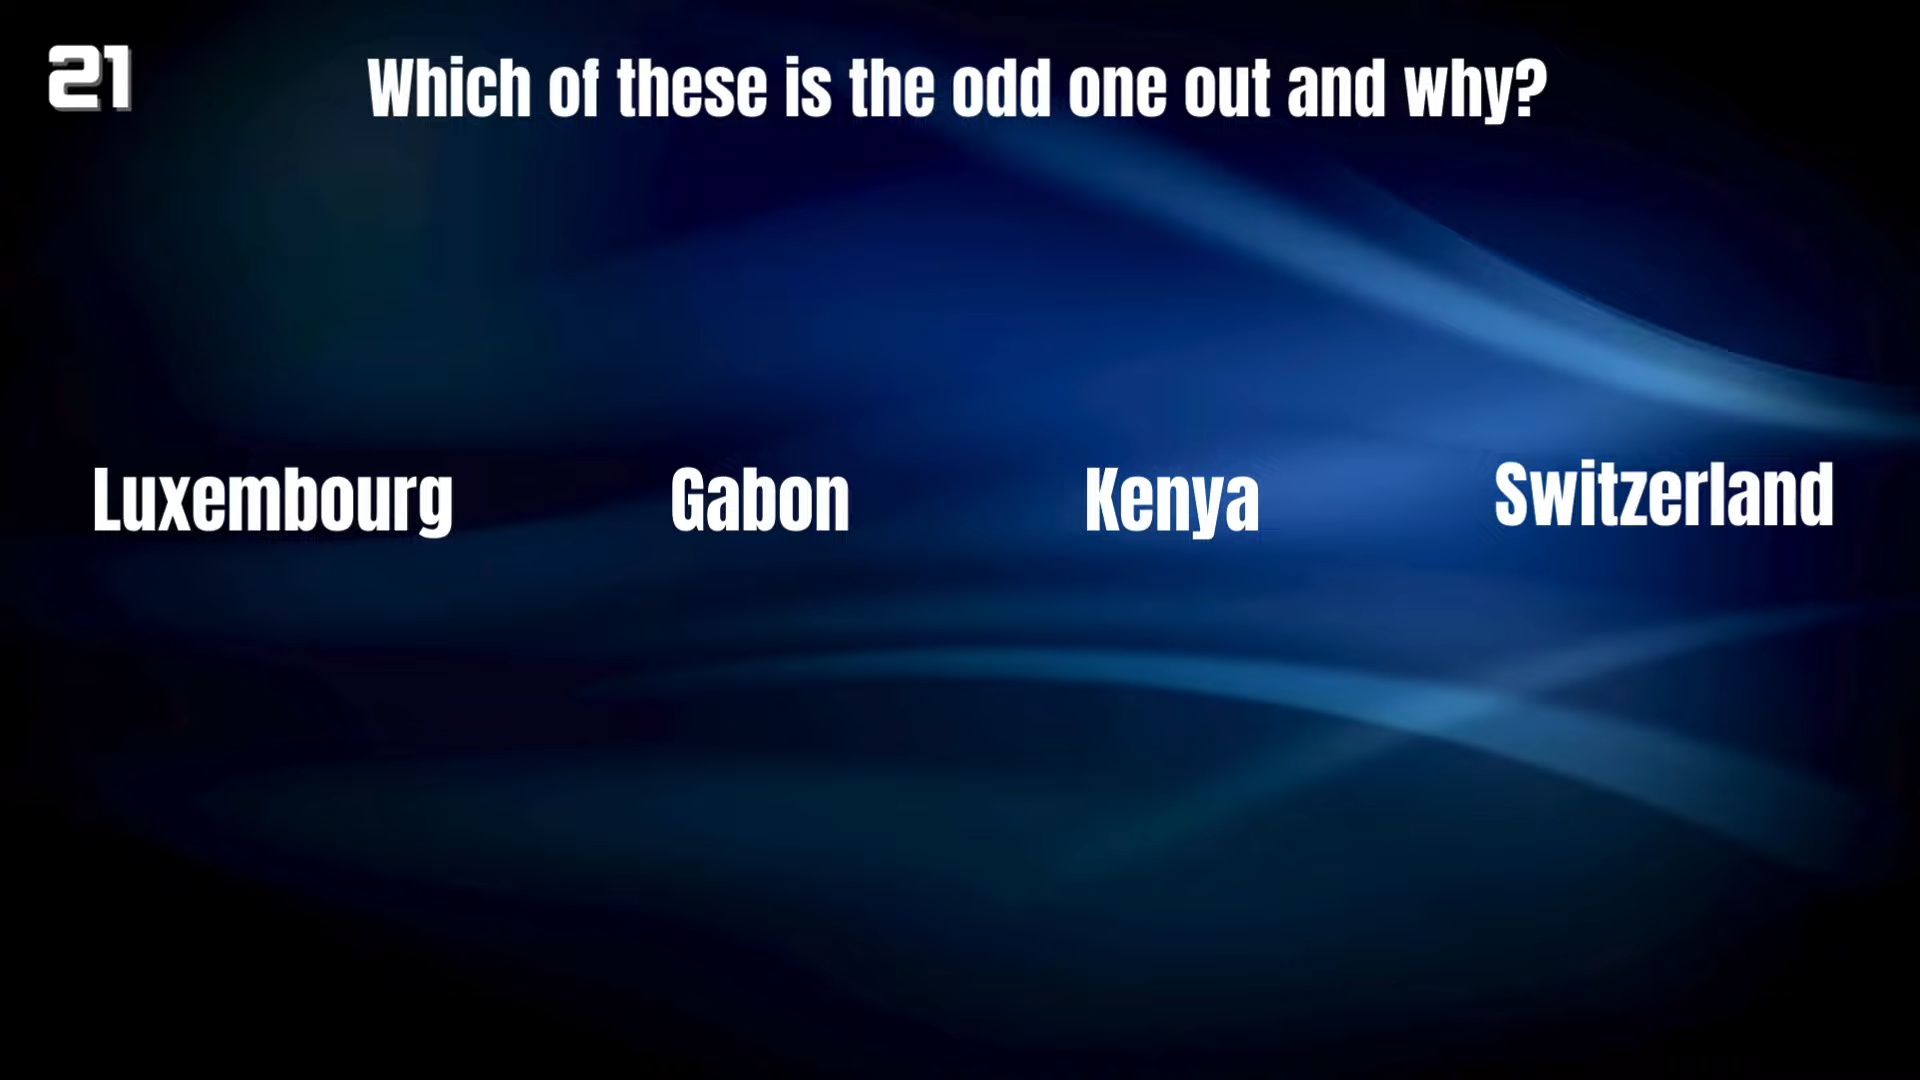 21
Which of these is the odd one out and why?
Luxembourg Gabon Kenya Switzerland